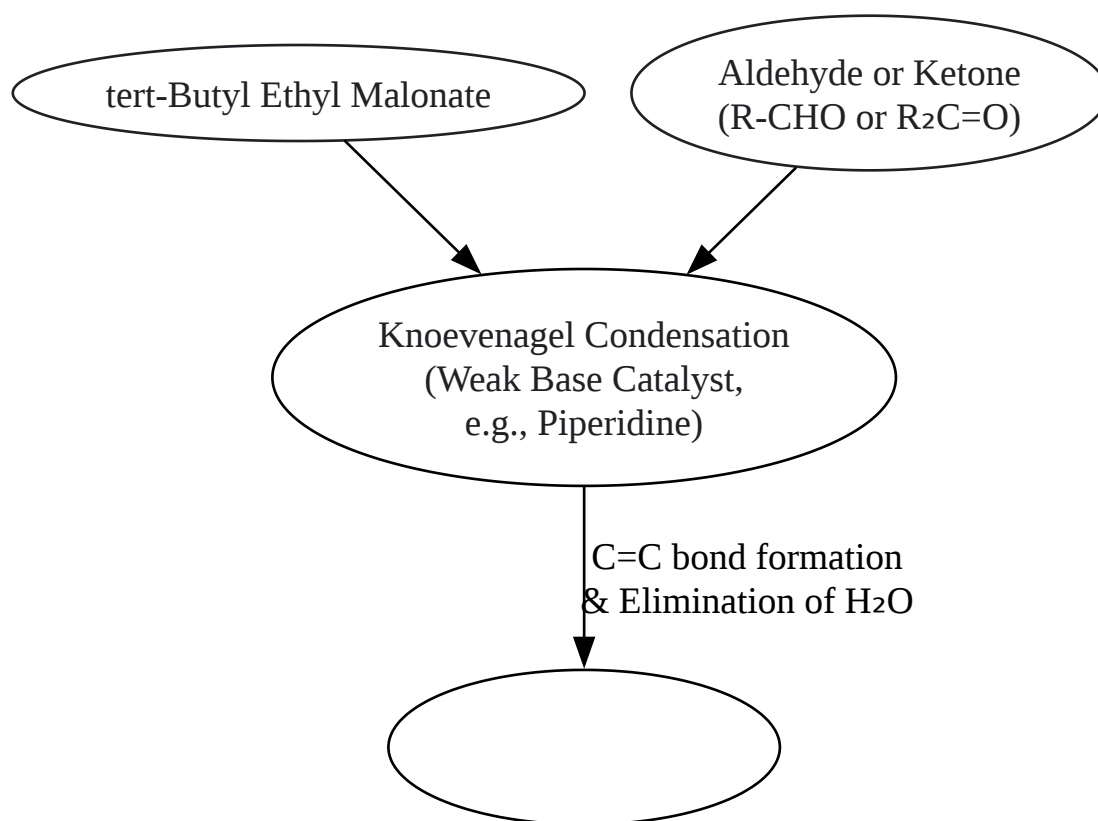 tert-Butyl Ethyl Malonate
Aldehyde or Ketone
(R-CHO or R₂C=O)
Knoevenagel Condensation
(Weak Base Catalyst,
e.g., Piperidine)
C=C bond formation
& Elimination of H₂O